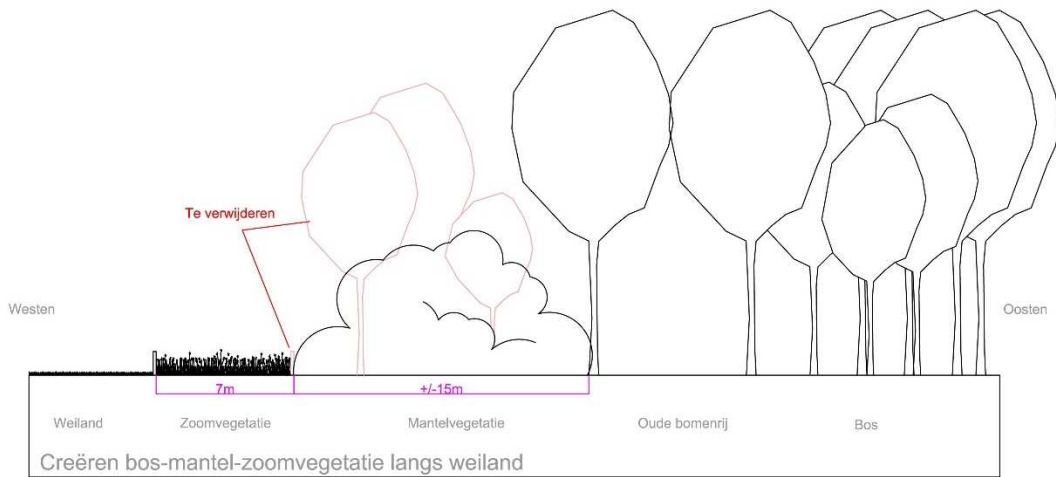 Te verwijderen
Westen
Oosten
7m
+/-15m
Weiland
Zoomvegetatie
Mantelvegetatie
Oude bomenrij
Bos
Creëren bos-mantel-zoomvegetatie langs weiland